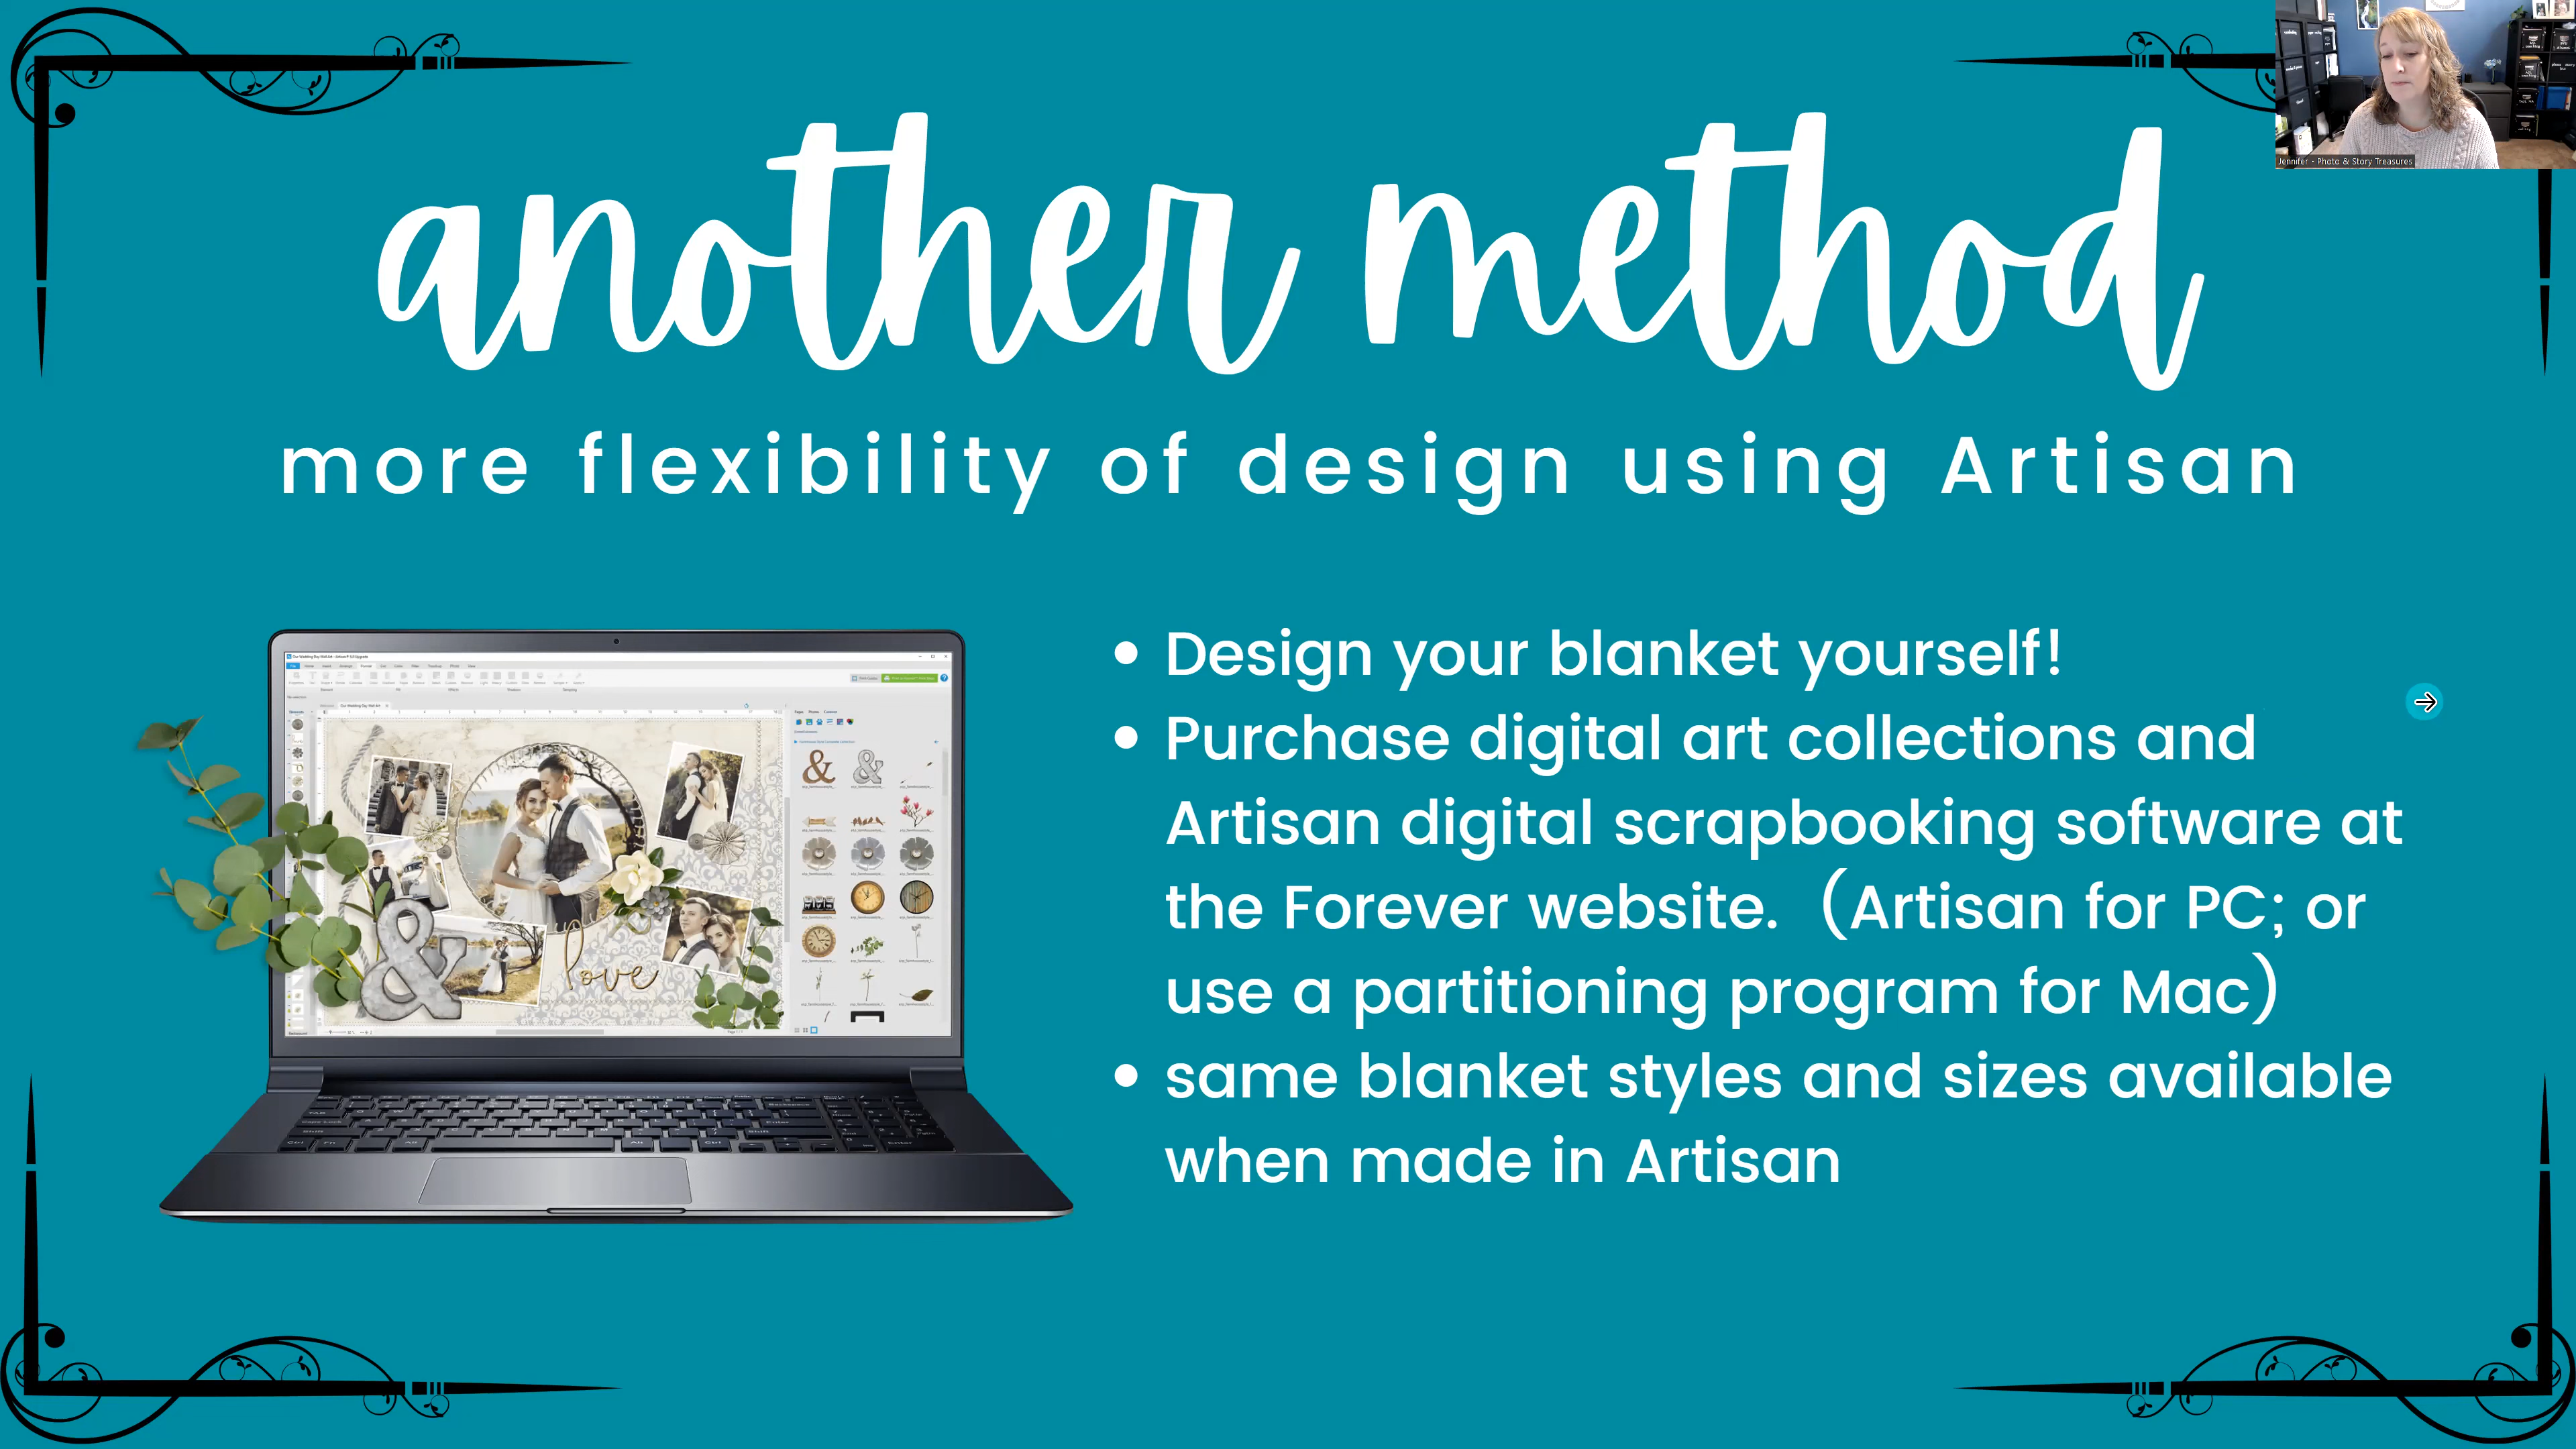 Jennifer - Photo & Story Treasures
another method
more flexibility of design using Artisan
Design your blanket yourself!
Purchase digital art collections and
Artisan digital scrapbooking software at
the Forever website. (Artisan for PC; or
use a partitioning program for Mac)
same blanket styles and sizes available
when made in Artisan
&
love